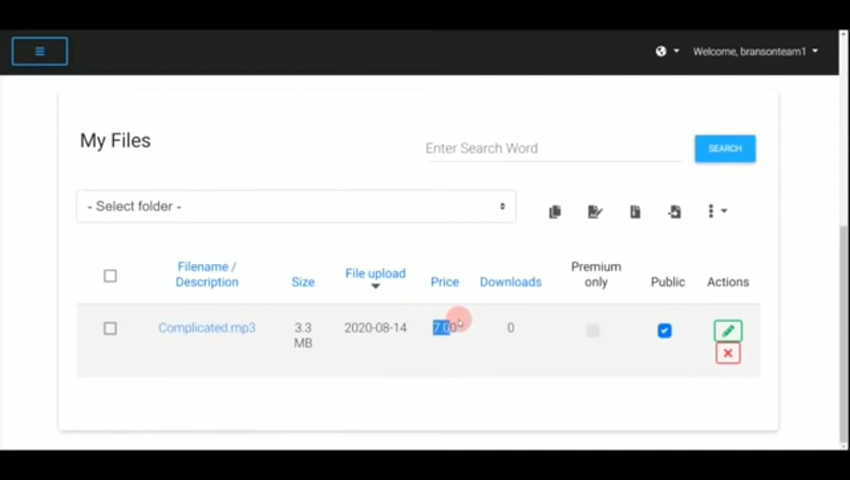 Welcome, bransonteam1
My Files
Enter Search Word
SEARCH
- Select folder -
Filename /
Description
Size
File upload
Price
Downloads
Premium
only
Public
Actions
Complicated.mp3
3.3
MB
2020-08-14
7.00
0